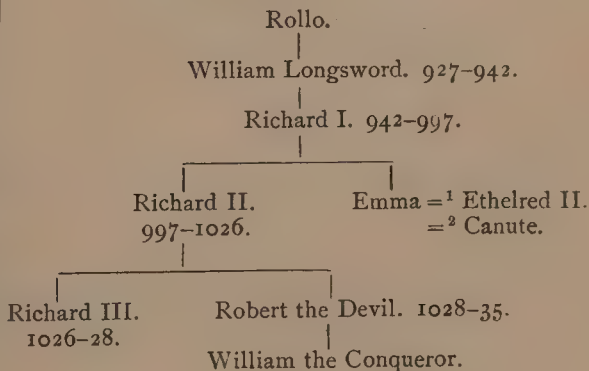 Rollo.
William Longsword. 927–942.
Richard I. 942–997.
Richard II. Emma =¹ Ethelred II.
997–1026. =² Canute.
Richard III. Robert the Devil. 1028–35.
1026–28.
William the Conqueror.